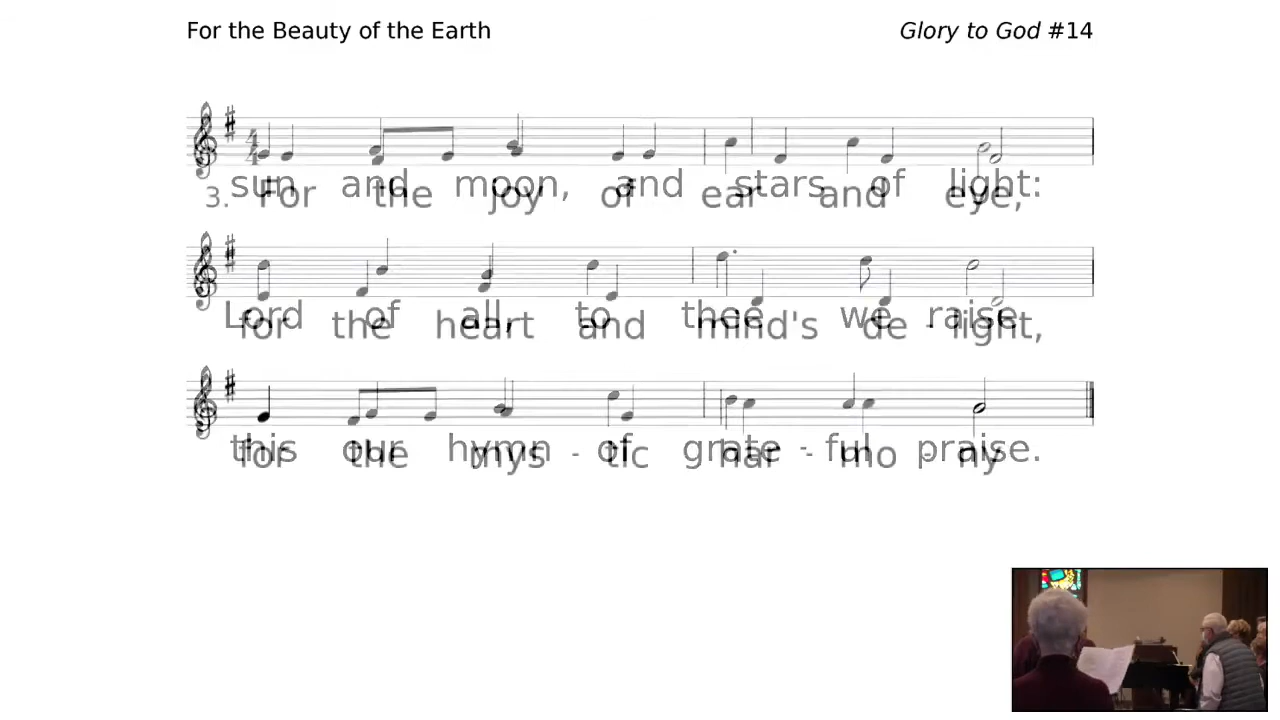 For the Beauty of the Earth
Glory to God #14
sun and moon, and stars of light:
3. For the joy of ear and eye,
Lord of all, to thee we raise
for the heart and mind's de - light,
this our hymn of grate - ful praise.
for the mys - tic har - mo - ny